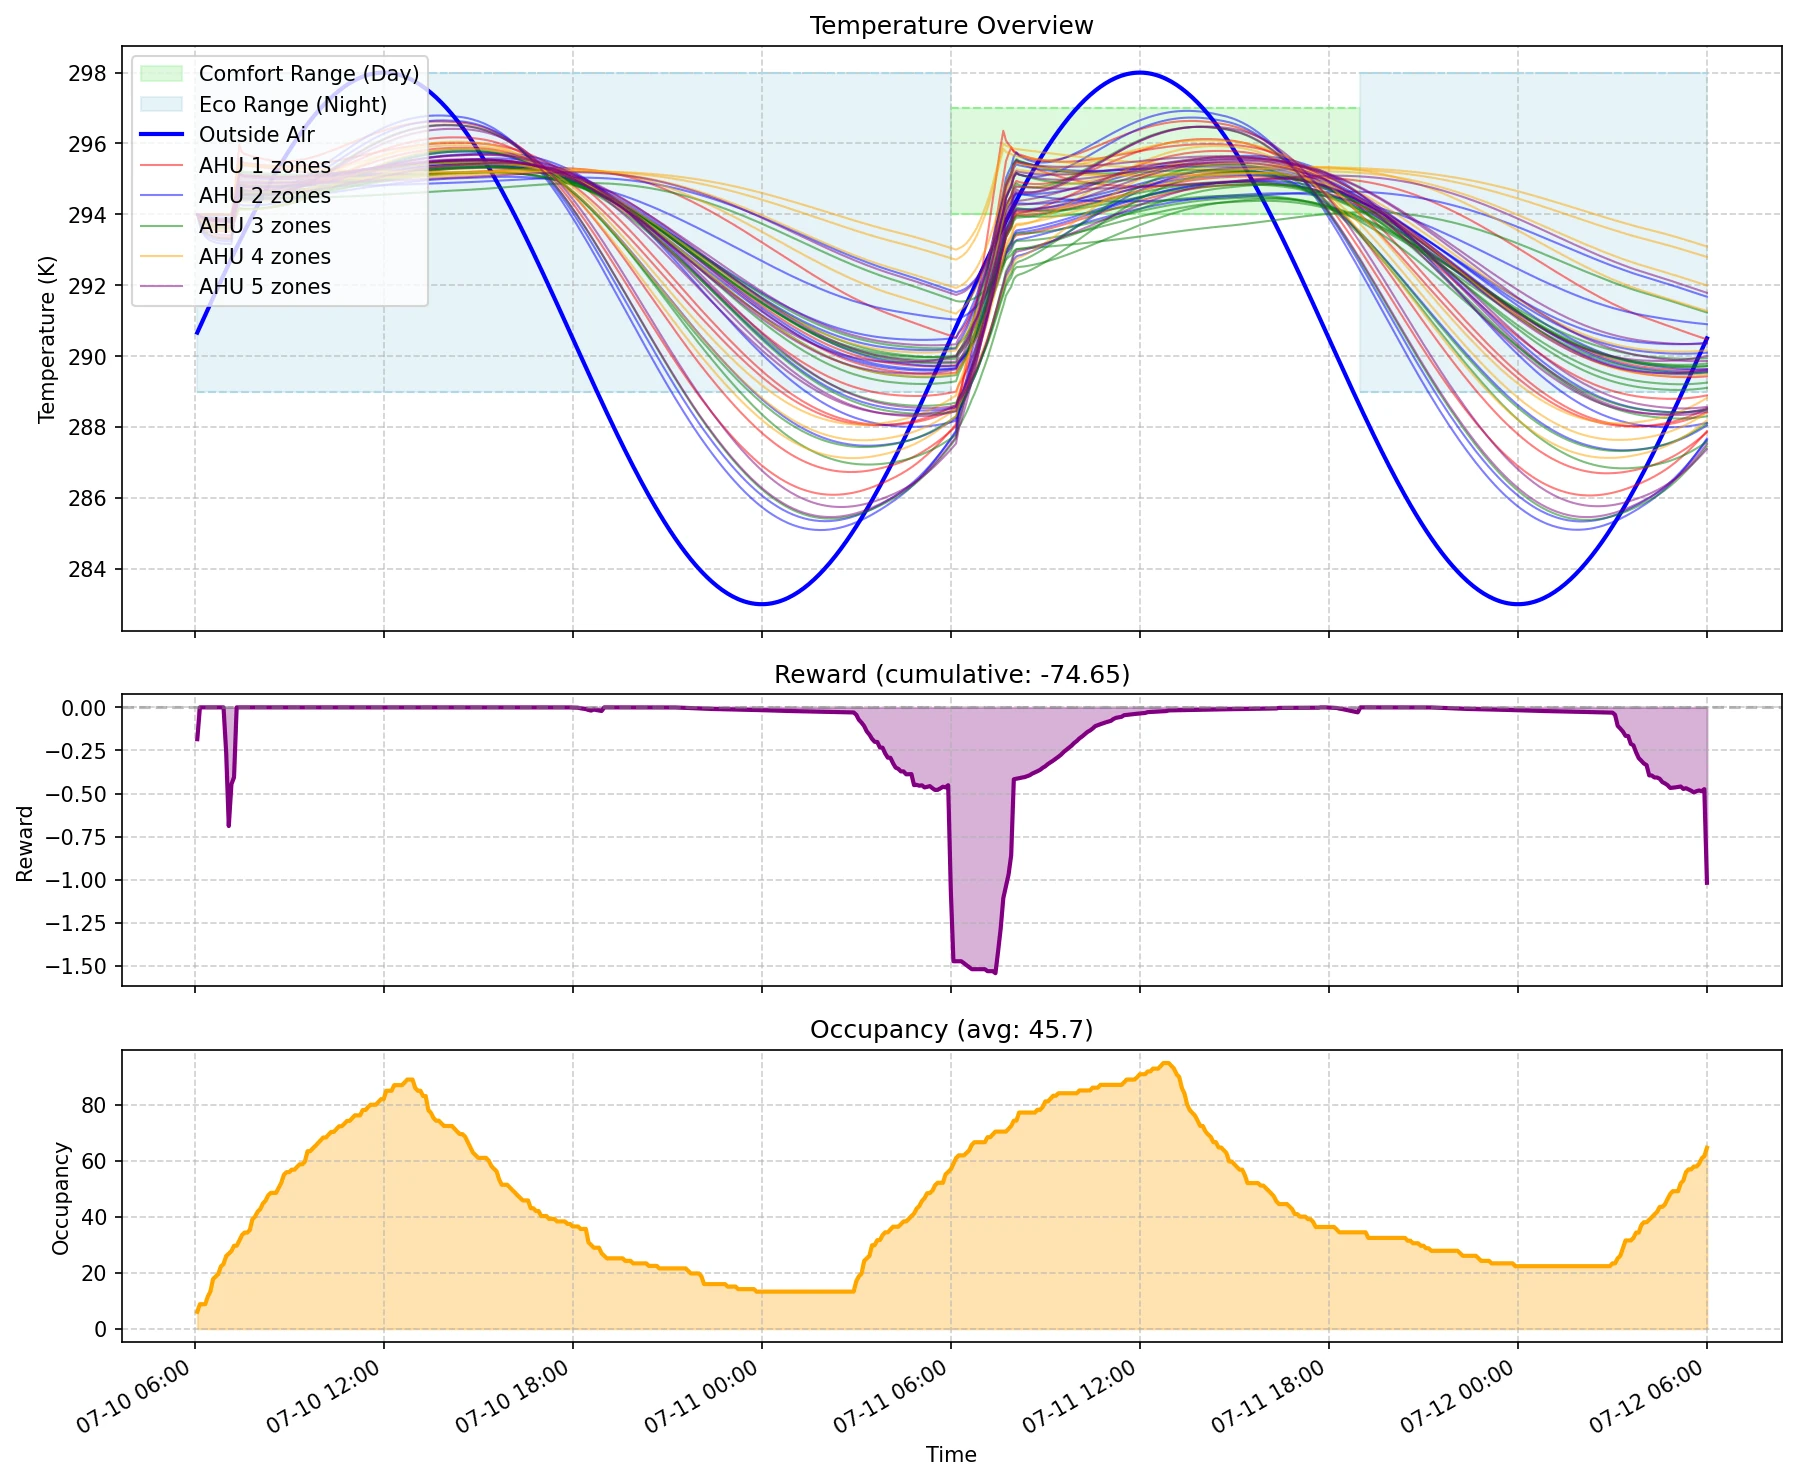 Temperature Overview
298
296
294
292
290
288
286
284
Temperature (K)
Comfort Range (Day)
Eco Range (Night)
Outside Air
AHU 1 zones
AHU 2 zones
AHU 3 zones
AHU 4 zones
AHU 5 zones
Reward (cumulative: -74.65)
0.00
−0.25
−0.50
−0.75
−1.00
−1.25
−1.50
Reward
Occupancy (avg: 45.7)
80
60
40
20
0
Occupancy
07-10 06:00
07-10 12:00
07-10 18:00
07-11 00:00
07-11 06:00
07-11 12:00
07-11 18:00
07-12 00:00
07-12 06:00
Time